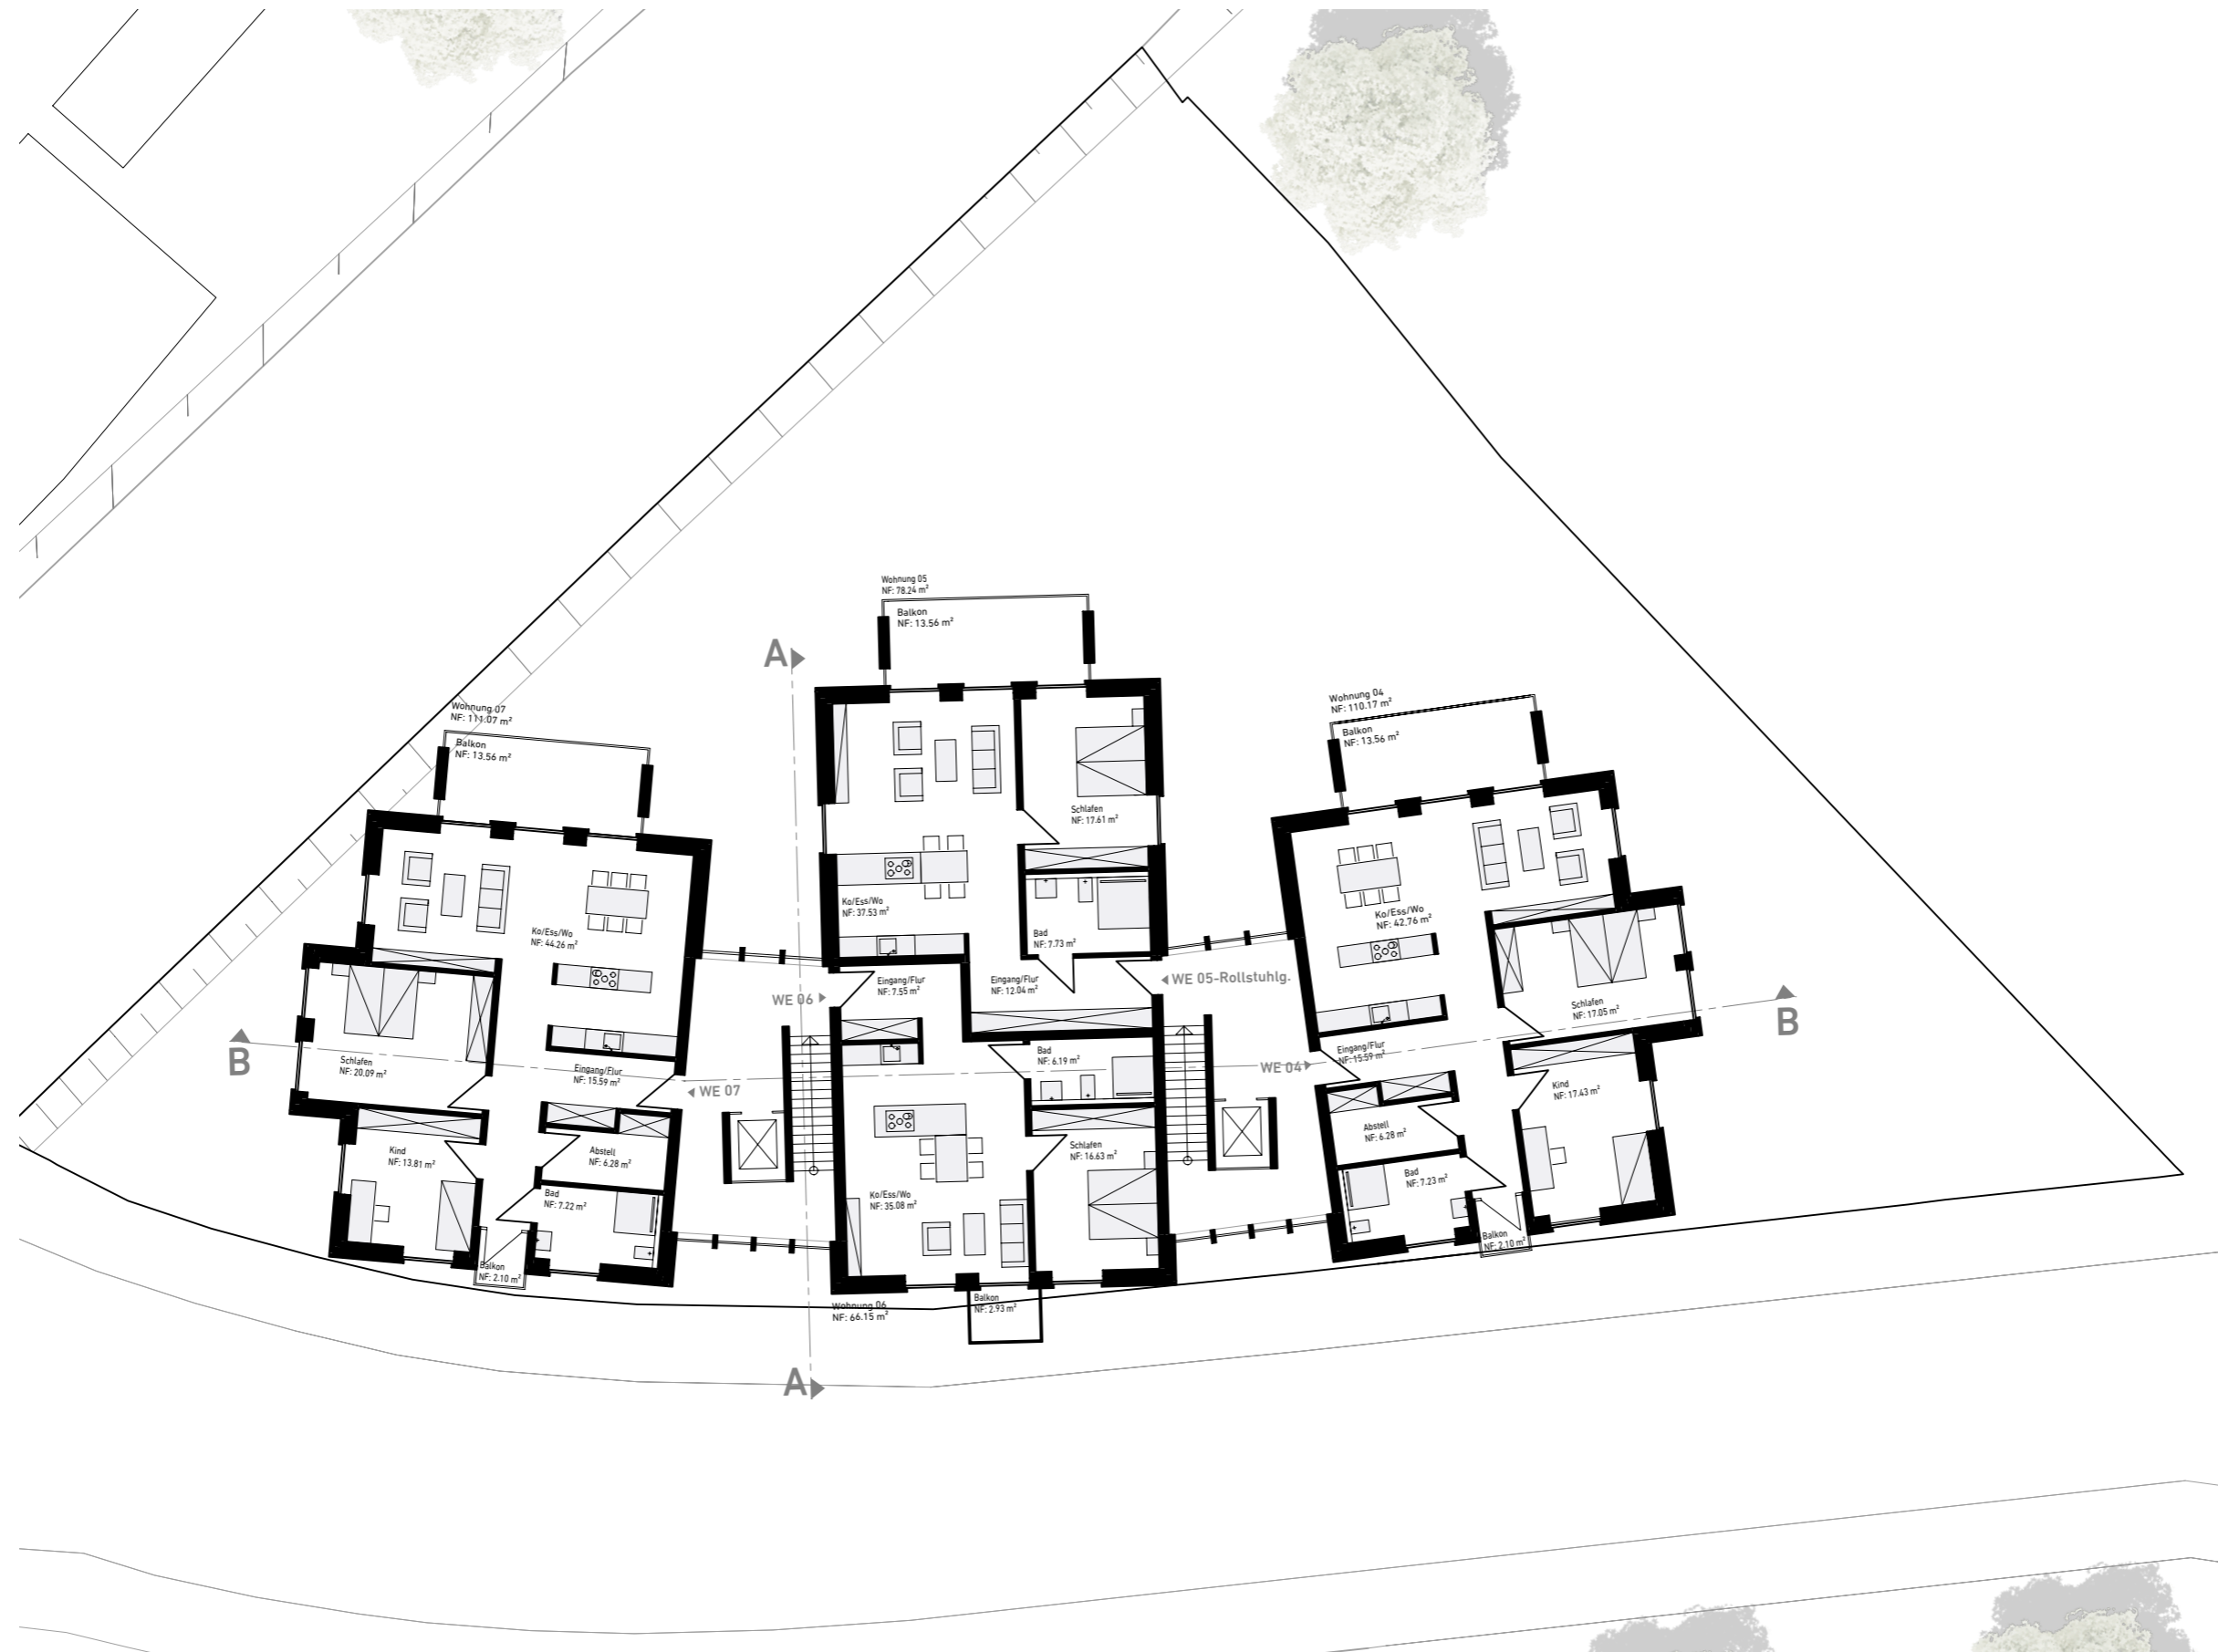 Wohnung 05
NF: 78.24 m²
Balkon
NF: 13.56 m²
A
Wohnung 04
NF: 110.17 m²
Balkon
NF: 13.56 m²
Wohnung 07
NF: 111.07 m²
Balkon
NF: 13.56 m²
Schlafen
NF: 17.61 m²
Ko/Ess/Wo
NF: 37.53 m²
Ko/Ess/Wo
NF: 42.76 m²
Ko/Ess/Wo
NF: 44.26 m²
Bad
NF: 7.73 m²
Eingang/Flur
NF: 7.55 m²
Eingang/Flur
NF: 12.04 m²
WE 05-Rollstuhlg.
WE 06
Schlafen
NF: 17.05 m²
B
B
Schlafen
NF: 20.09 m²
Eingang/Flur
NF: 15.59 m²
WE 07
Bad
NF: 6.19 m²
WE 04
Eingang/Flur
NF: 15.59 m²
Kind
NF: 17.43 m²
Kind
NF: 13.81 m²
Abstell
NF: 6.28 m²
Schlafen
NF: 16.63 m²
Abstell
NF: 6.28 m²
Bad
NF: 7.22 m²
Ko/Ess/Wo
NF: 35.08 m²
Bad
NF: 7.23 m²
Balkon
NF: 2.10 m²
Balkon
NF: 2.10 m²
Wohnung 06
NF: 66.15 m²
Balkon
NF: 2.93 m²
A